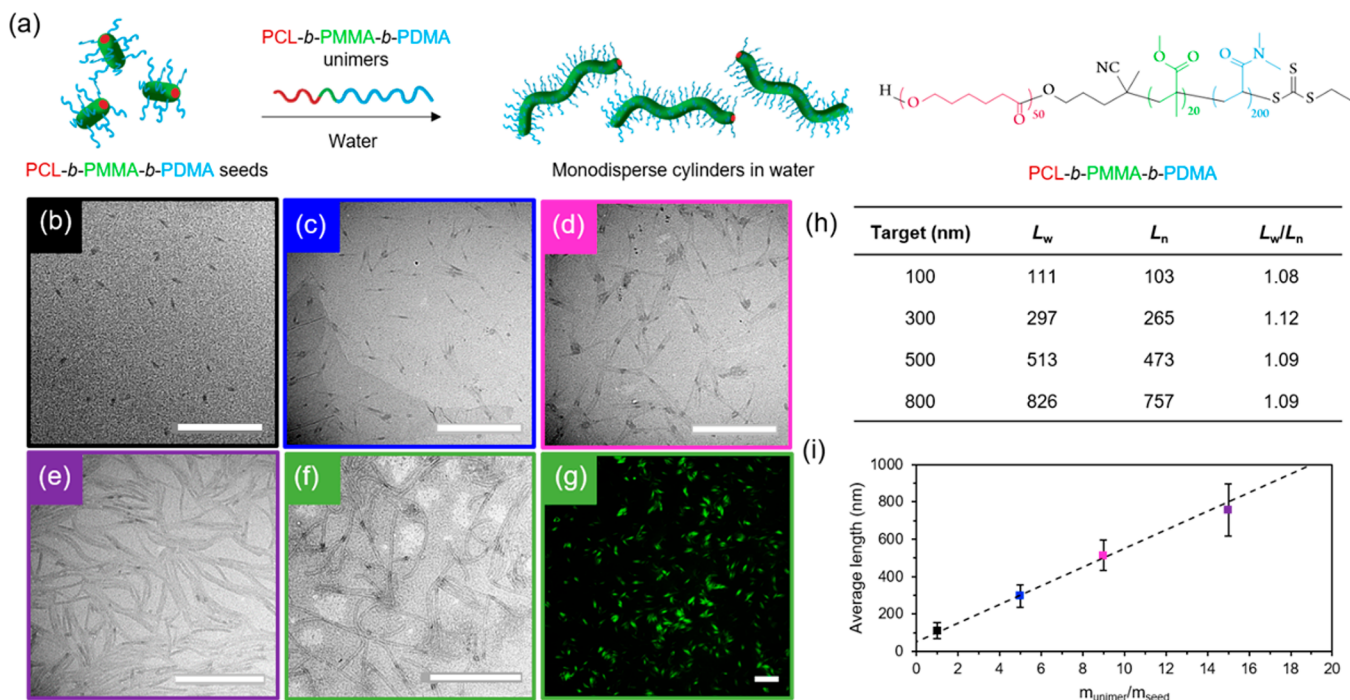 (a)
PCL-b-PMMA-b-PDMA
unimers
Water
PCL-b-PMMA-b-PDMA seeds
Monodisperse cylinders in water
H
O
O
50
O
NC
O
O
20
O
N
200
S
S
S
PCL-b-PMMA-b-PDMA
(b)
(c)
(d)
(e)
(f)
(g)
(h)
Target (nm) Lw Ln Lw/Ln
100 111 103 1.08
300 297 265 1.12
500 513 473 1.09
800 826 757 1.09
(i)
Average length (nm)
1000
800
600
400
200
0
0 2 4 6 8 10 12 14 16 18 20
munimer/mseed